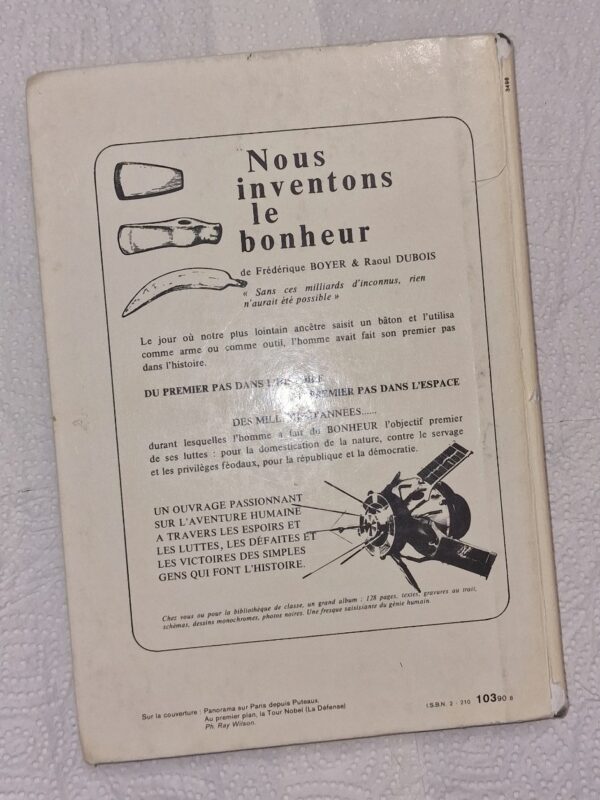 3498
Nous
inventons
le
bonheur
de Frédérique BOYER & Raoul DUBOIS
« Sans ces milliards d'inconnus, rien
n'aurait été possible »
Le jour où notre plus lointain ancêtre saisit un bâton et l'utilisa
comme arme ou comme outil, l'homme avait fait son premier pas
dans l'histoire.
DU PREMIER PAS DANS
PREMIER PAS DANS L'ESPACE
DES
durant lesquelles l'homme a fait du BONHEUR l'objectif premier
de ses luttes : pour la domestication de la nature, contre le servage
et les privilèges féodaux, pour la république et la démocratie.
UN OUVRAGE PASSIONNANT
SUR L'AVENTURE HUMAINE
A TRAVERS LES ESPOIRS ET
LES LUTTES, LES DÉFAITES ET
LES VICTOIRES DES SIMPLES
GENS QUI FONT L'HISTOIRE.
Chez vous ou pour la bibliothèque de classe, un grand album : 128 pages, textes, gravures au trait,
schémas, dessins monochromes, photos noires. Une fresque saisissante du génie humain.
Sur la couverture : Panorama sur Paris depuis Puteaux.
Au premier plan, la Tour Nobel (La Défense)
Ph. Ray Wilson.
I.S.B.N. 2 - 210 10390 8